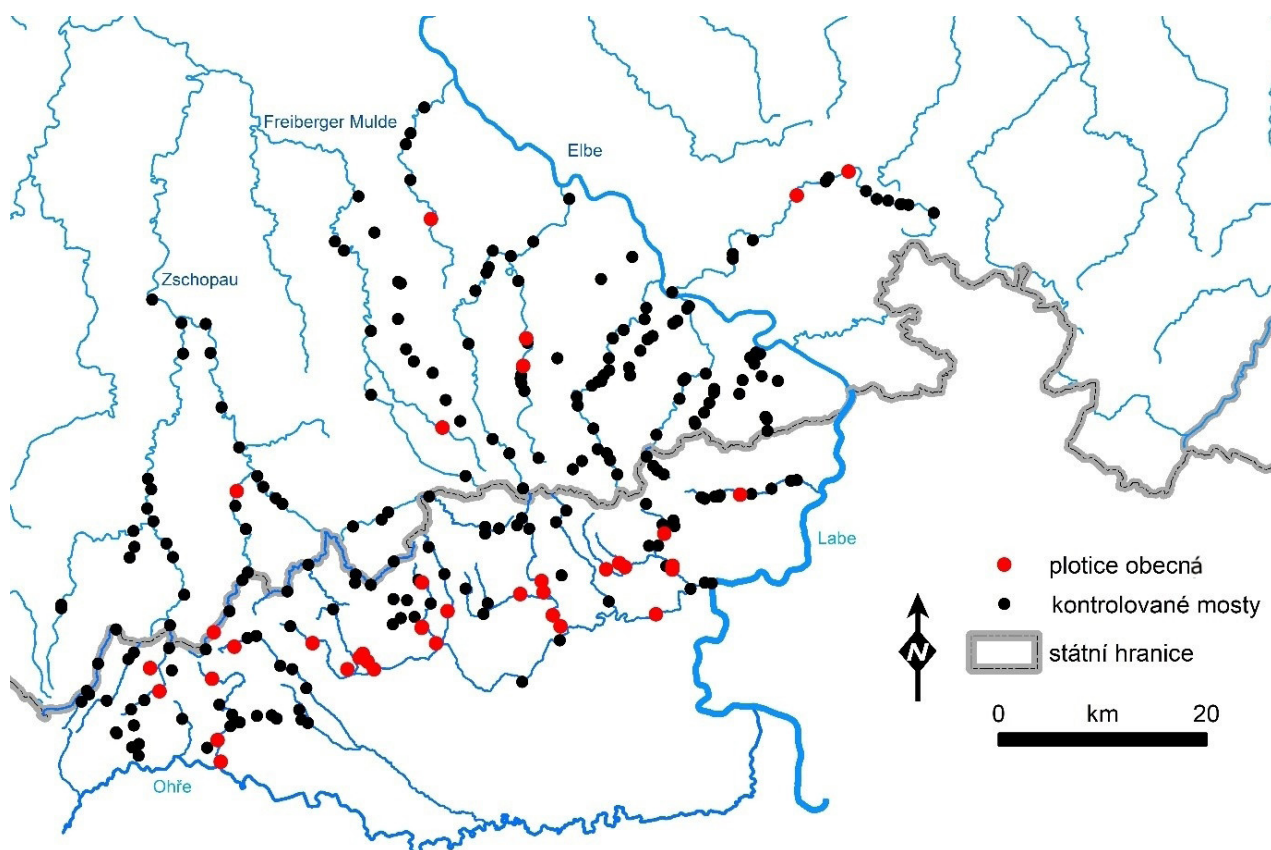 Freiberger Mulde
Elbe
Zschopau
Labe
Ohře
plotice obecná
kontrolované mosty
státní hranice
N
0 km 20